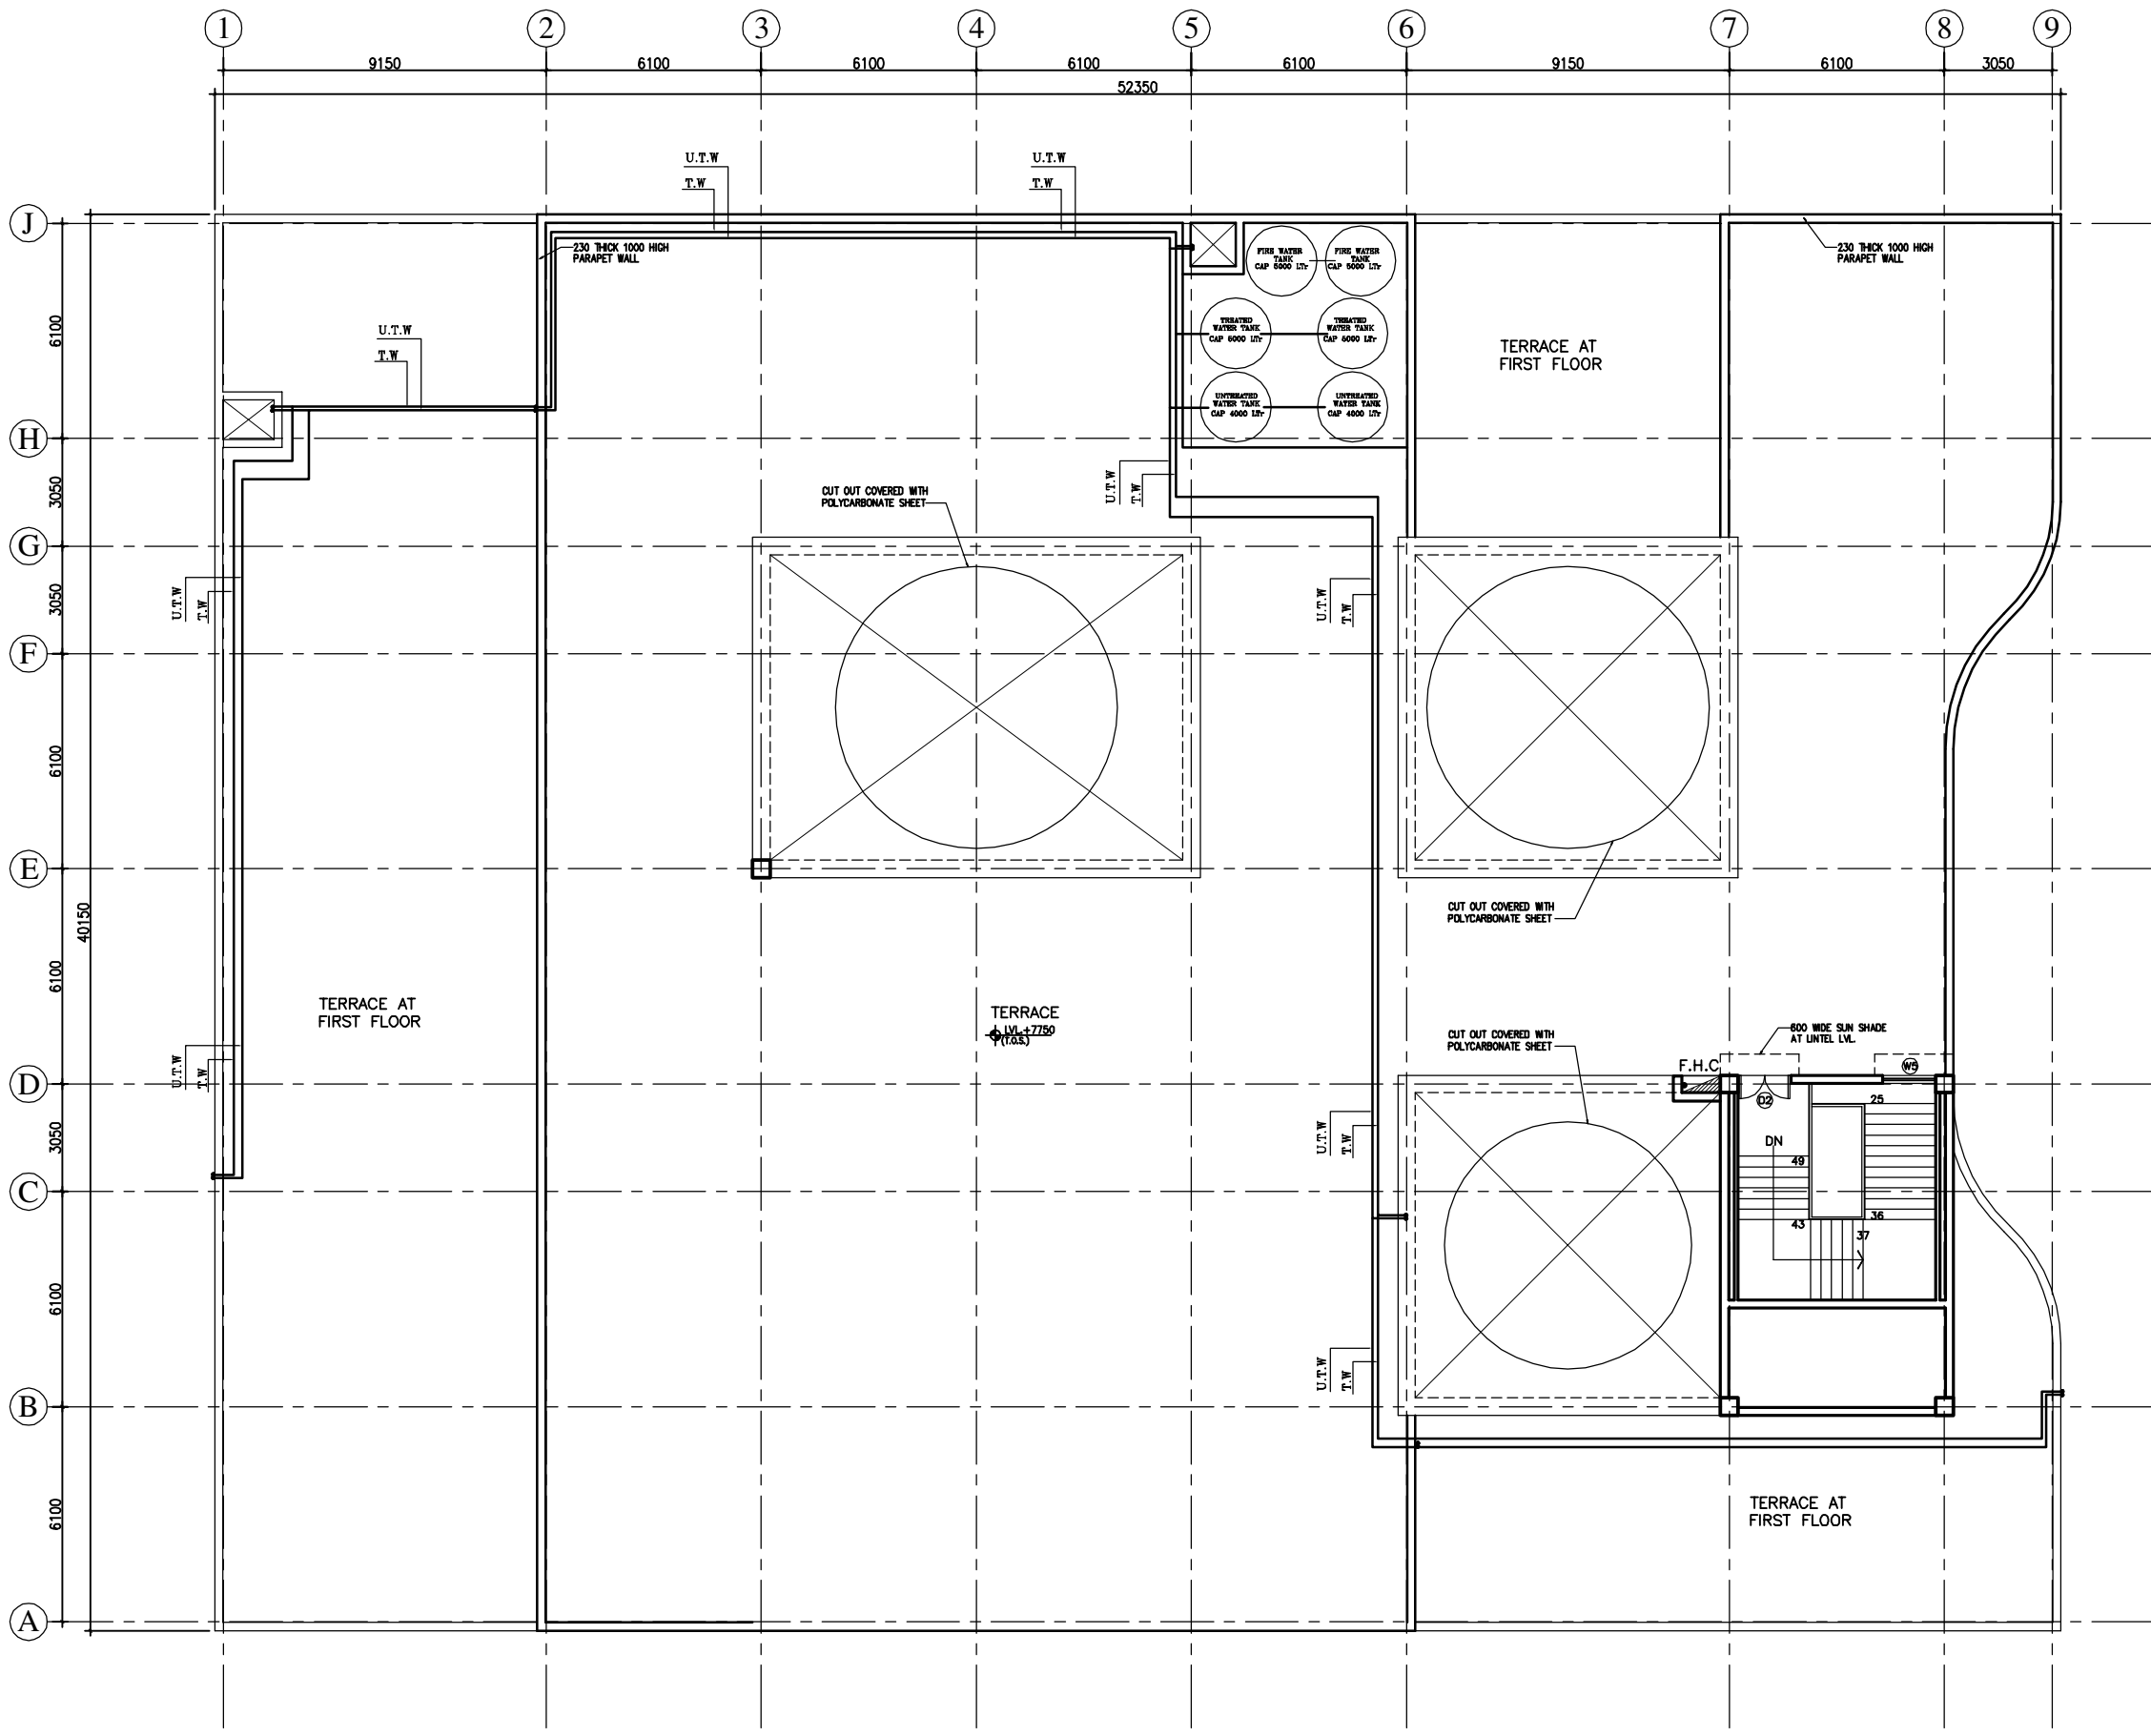 1 2 3 4 5 6 7 8 9
9150 6100 6100 6100 6100 9150 6100 3050
52350
U.T.W
T.W
U.T.W
T.W
J
230 THICK 1000 HIGH
PARAPET WALL
FIRE WATER
TANK
CAP 5000 LTr
FIRE WATER
TANK
CAP 5000 LTr
230 THICK 1000 HIGH
PARAPET WALL
6100
U.T.W
T.W
TREATED
WATER TANK
CAP 6000 LTr
TREATED
WATER TANK
CAP 6000 LTr
TERRACE AT
FIRST FLOOR
UNTREATED
WATER TANK
CAP 4000 LTr
UNTREATED
WATER TANK
CAP 4000 LTr
H
3050
CUT OUT COVERED WITH
POLYCARBONATE SHEET
U.T.W
T.W
G
3050
U.T.W
T.W
U.T.W
T.W
F
6100
E
40150
CUT OUT COVERED WITH
POLYCARBONATE SHEET
6100
TERRACE AT
FIRST FLOOR
TERRACE
LVL.+7750
(T.O.S.)
CUT OUT COVERED WITH
POLYCARBONATE SHEET
600 WIDE SUN SHADE
AT LINTEL LVL.
U.T.W
T.W
F.H.C
W5
D
D2
25
3050
U.T.W
T.W
DN
49
C
43
36
37
6100
U.T.W
T.W
B
6100
TERRACE AT
FIRST FLOOR
A